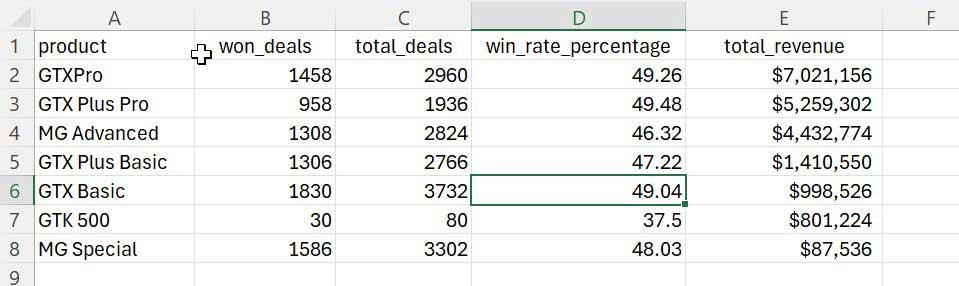 A B C D E F
1 product won_deals total_deals win_rate_percentage total_revenue
2 GTXPro 1458 2960 49.26 $7,021,156
3 GTX Plus Pro 958 1936 49.48 $5,259,302
4 MG Advanced 1308 2824 46.32 $4,432,774
5 GTX Plus Basic 1306 2766 47.22 $1,410,550
6 GTX Basic 1830 3732 49.04 $998,526
7 GTK 500 30 80 37.5 $801,224
8 MG Special 1586 3302 48.03 $87,536
9